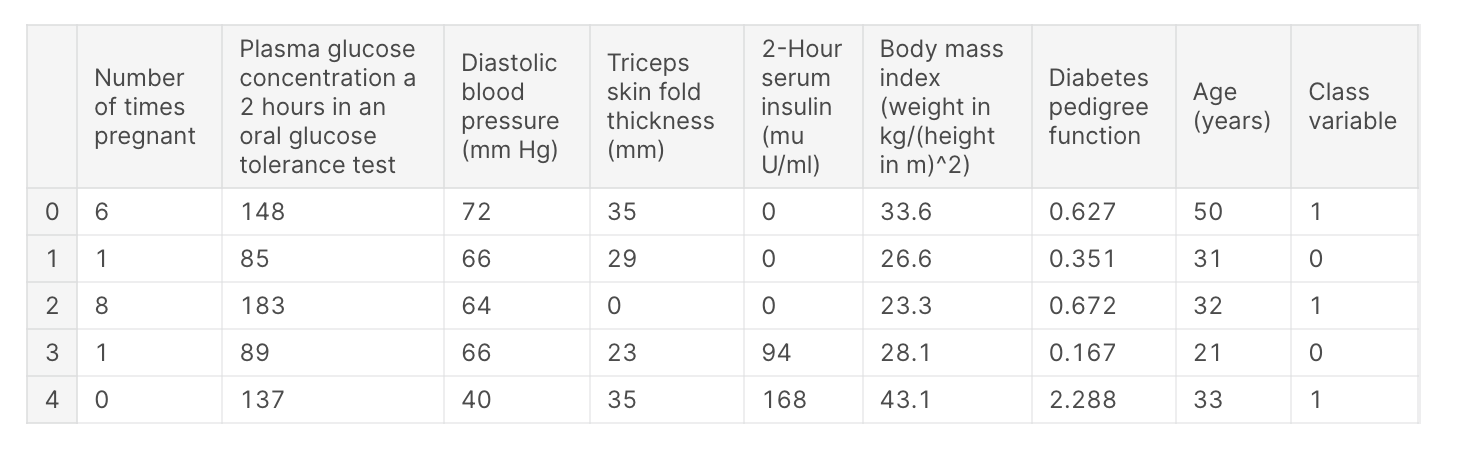 Number of times pregnant
Plasma glucose concentration a 2 hours in an oral glucose tolerance test
Diastolic blood pressure (mm Hg)
Triceps skin fold thickness (mm)
2-Hour serum insulin (mu U/ml)
Body mass index (weight in kg/(height in m)^2)
Diabetes pedigree function
Age (years)
Class variable
0 6 148 72 35 0 33.6 0.627 50 1
1 1 85 66 29 0 26.6 0.351 31 0
2 8 183 64 0 0 23.3 0.672 32 1
3 1 89 66 23 94 28.1 0.167 21 0
4 0 137 40 35 168 43.1 2.288 33 1